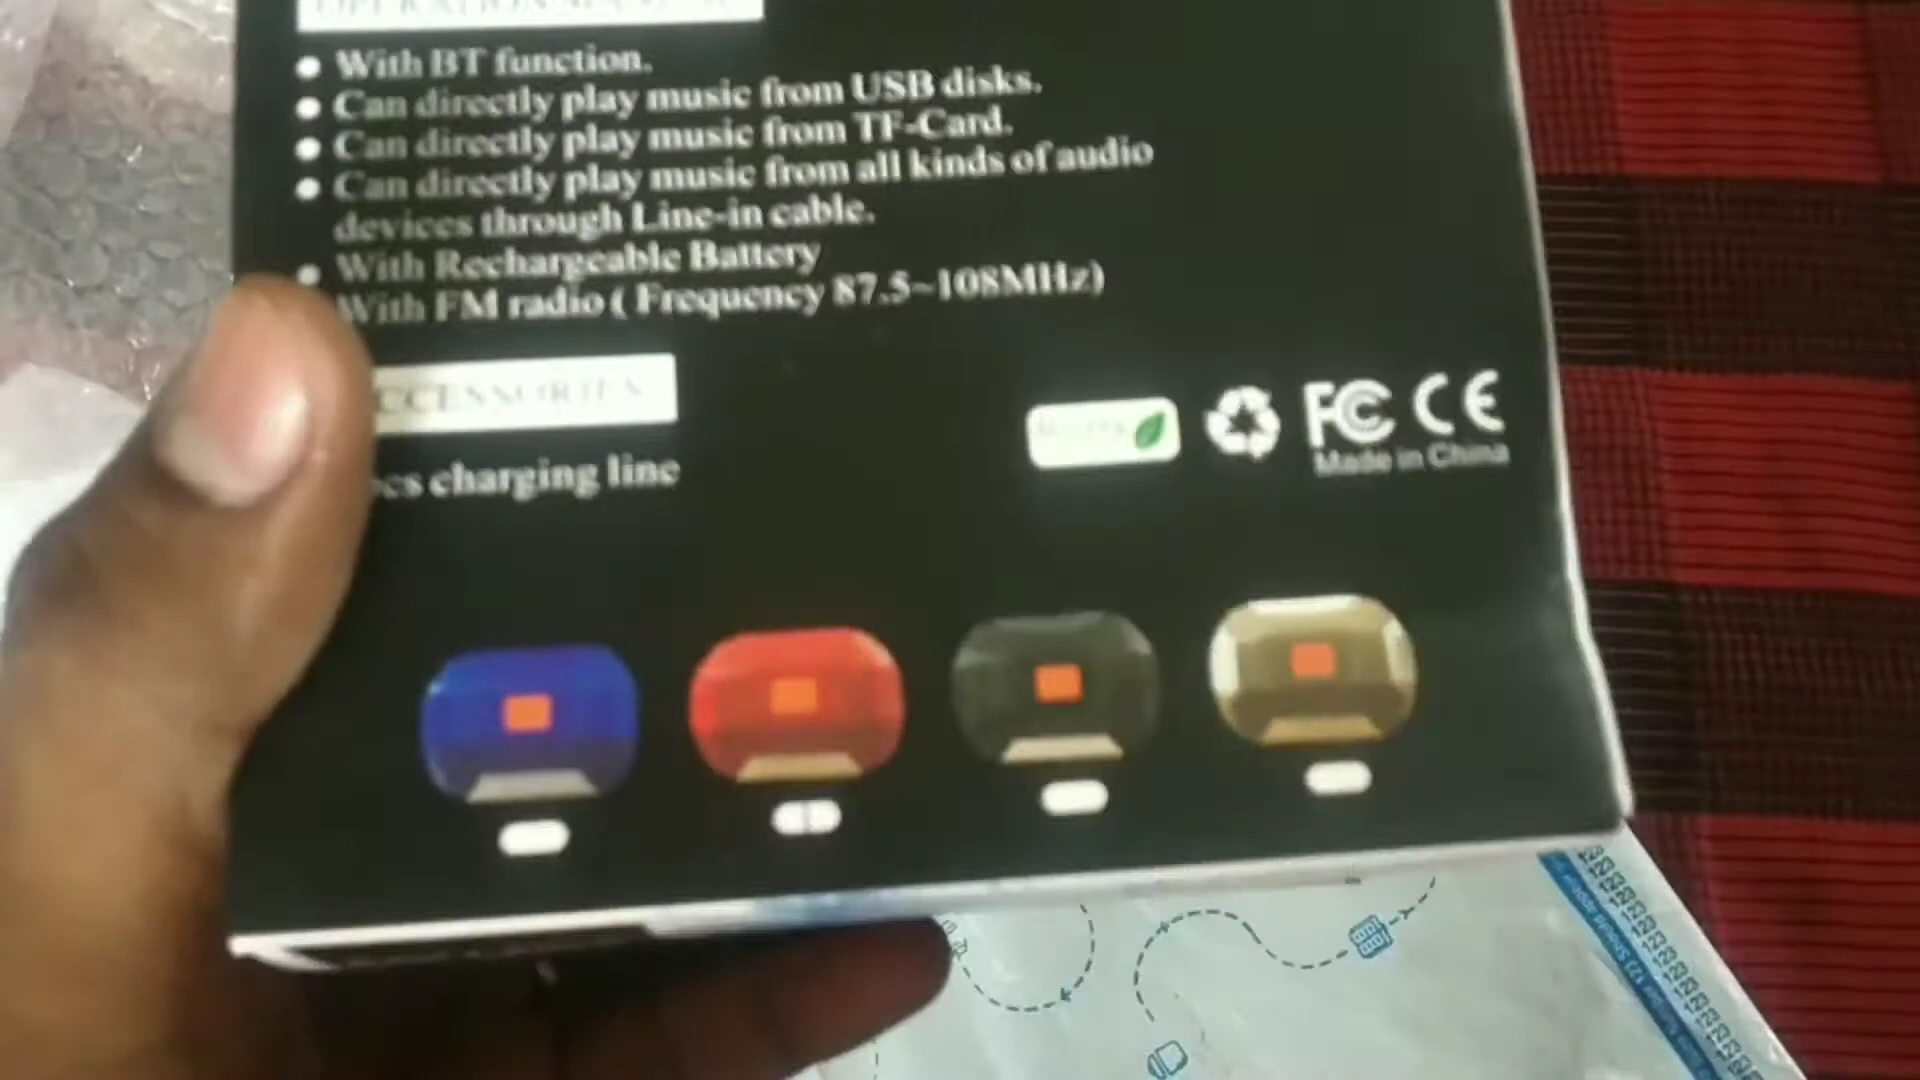 With BT function.
Can directly play music from USB disks.
Can directly play music from TF-Card.
Can directly play music from all kinds of audio
devices through Line-in cable.
With Rechargeable Battery
With FM radio ( Frequency 87.5~108MHz)
CCESSORIES
cs charging line
FC CE
Made in China